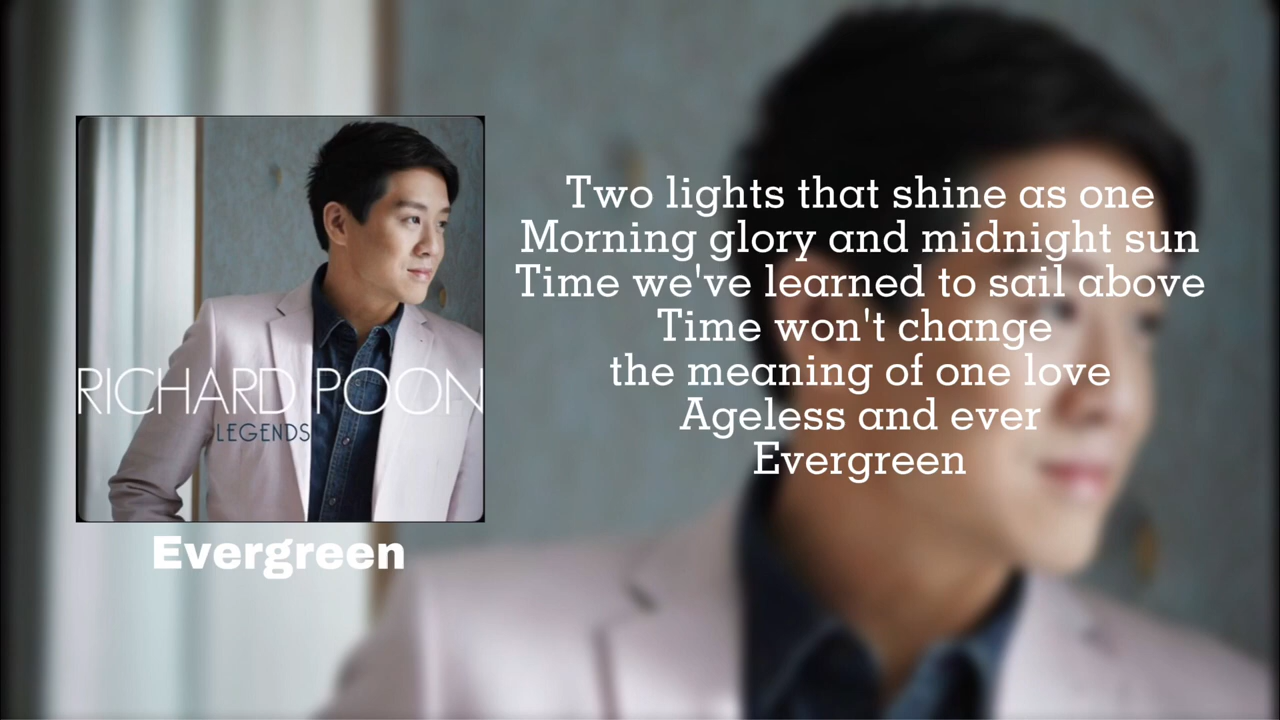 RICHARD POON
LEGENDS
Evergreen
Two lights that shine as one
Morning glory and midnight sun
Time we've learned to sail above
Time won't change
the meaning of one love
Ageless and ever
Evergreen